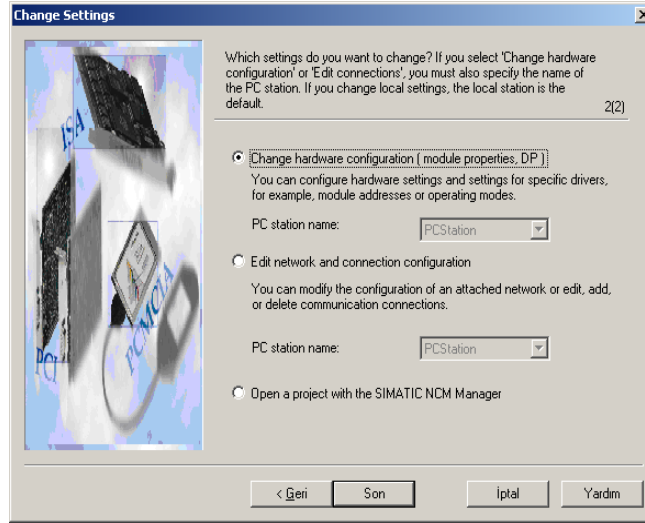 Change Settings
Which settings do you want to change? If you select 'Change hardware
configuration' or 'Edit connections', you must also specify the name of
the PC station. If you change local settings, the local station is the
default.
2(2)
ISA
PCI
PCMCIA
Change hardware configuration ( module properties, DP )
You can configure hardware settings and settings for specific drivers,
for example, module addresses or operating modes.
PC station name:
PCStation
Edit network and connection configuration
You can modify the configuration of an attached network or edit, add,
or delete communication connections.
PC station name:
PCStation
Open a project with the SIMATIC NCM Manager
< Geri
Son
İptal
Yardım